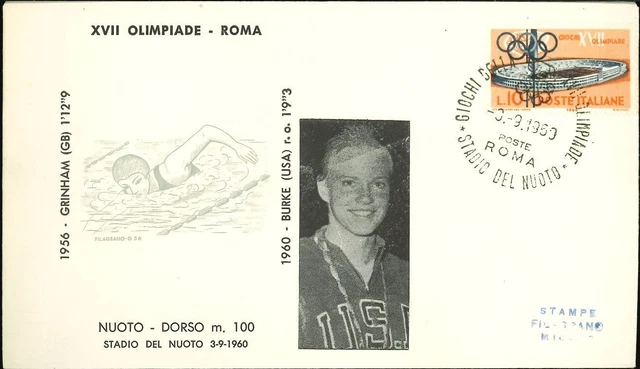 XVII OLIMPIADE - ROMA
GIOCHI XVII OLIMPIADE
L.10 POSTE ITALIANE
GIOCHI DELLA OLIMPIADE
-9.1960
POSTE
ROMA
* STADIO DEL NUOTO *
1956 - GRINHAM (GB) 1'12"9
1960 - BURKE (USA) r. o. 1'9"3
FILAGRANO-D.SA
U.S.
NUOTO - DORSO m. 100
STADIO DEL NUOTO 3-9-1960
STAMPE